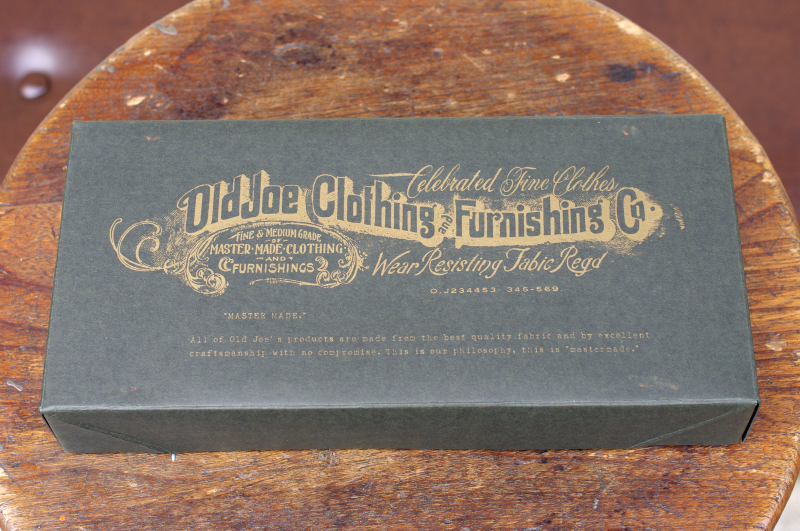 Celebrated Fine Clothes
Old Joe Clothing and Furnishing Co.
FINE & MEDIUM GRADE
OF
MASTER-MADE-CLOTHING
AND
FURNISHINGS
Wear Resisting Fabic Regd
O.J234453 345-569
"MASTER MADE."
All of Old Joe's products are made from the best quality fabric and by excellent
craftsmanship with no compromise. This is our philosophy, this is "mastermade."